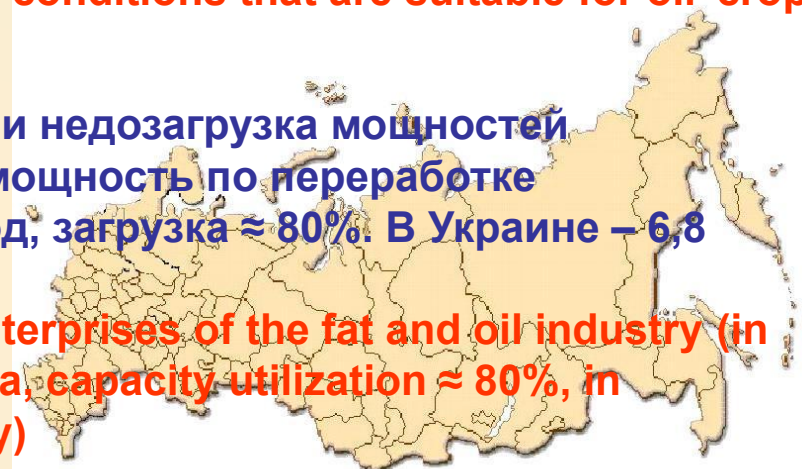 conditions that are suitable for oil crop
и недозагрузка мощностей
мощность по переработке
од, загрузка ≈ 80%. В Украине – 6,8
terprises of the fat and oil industry (in
a, capacity utilization ≈ 80%, in
y)